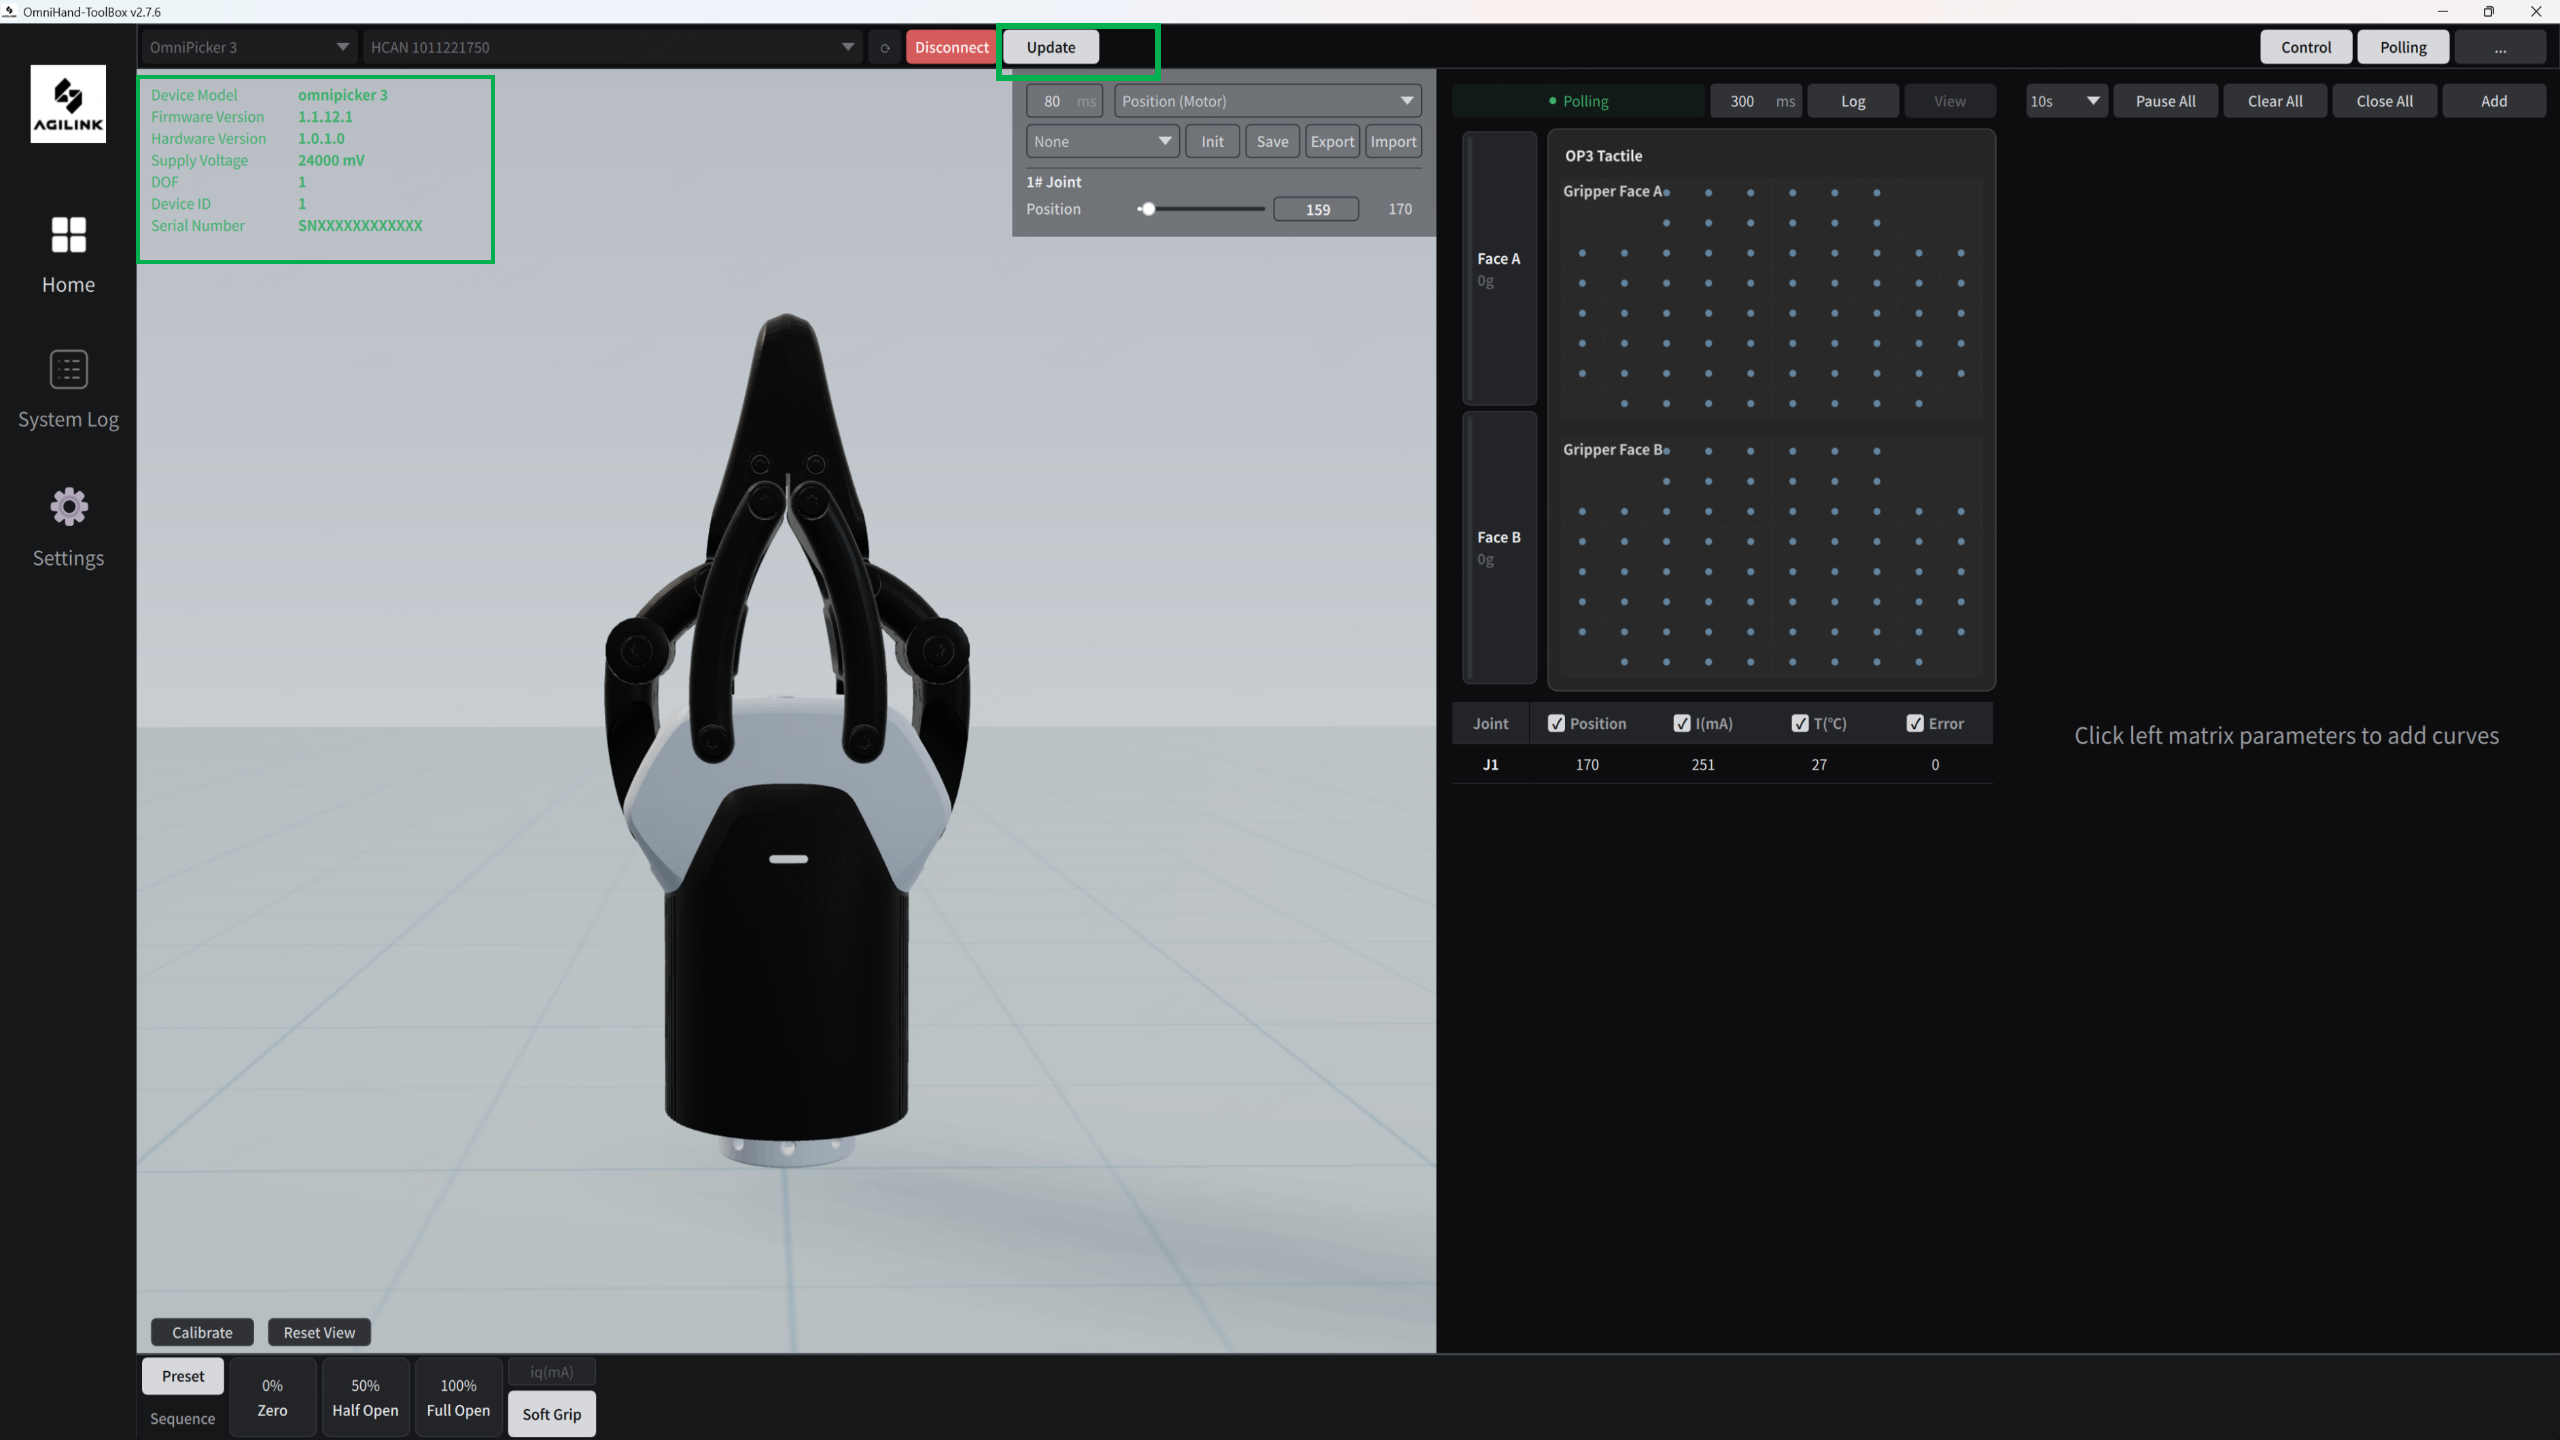 OmniHand-ToolBox v2.7.6
OmniPicker 3
HCAN 1011221750
Disconnect
Update
Control
Polling
...
AGILINK
Home
System Log
Settings
Device Model omnipicker 3
Firmware Version 1.1.12.1
Hardware Version 1.0.1.0
Supply Voltage 24000 mV
DOF 1
Device ID 1
Serial Number SNXXXXXXXXXXXX
80 ms
Position (Motor)
None
Init
Save
Export
Import
1# Joint
Position 159 170
Polling
300 ms
Log
View
10s
Pause All
Clear All
Close All
Add
Face A
0g
Face B
0g
OP3 Tactile
Gripper Face A
Gripper Face B
Joint Position I(mA) T(℃) Error
J1 170 251 27 0
Click left matrix parameters to add curves
Calibrate
Reset View
Preset
Sequence
0%
Zero
50%
Half Open
100%
Full Open
iq(mA)
Soft Grip